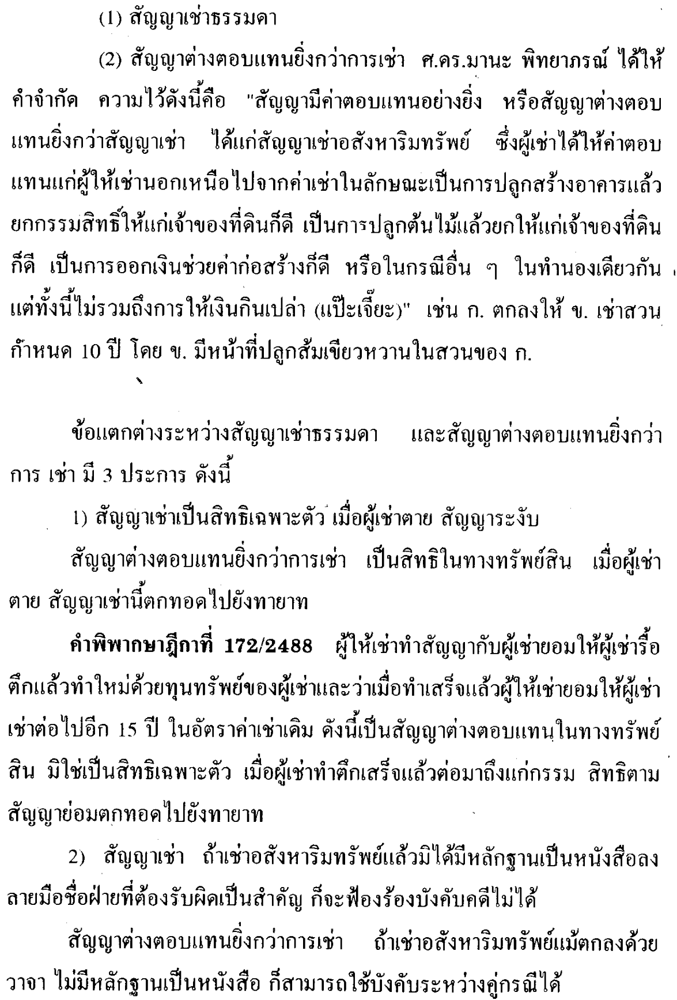 (1) สัญญาเช่าธรรมดา
(2) สัญญาต่างตอบแทนยิ่งกว่าการเช่า ศ.ดร.มานะ พิทยาภรณ์ ได้ให้
คำจำกัด ความไว้ดังนี้คือ "สัญญามีค่าตอบแทนอย่างยิ่ง หรือสัญญาต่างตอบ
แทนยิ่งกว่าสัญญาเช่า ได้แก่สัญญาเช่าอสังหาริมทรัพย์ ซึ่งผู้เช่าได้ให้ค่าตอบ
แทนแก่ผู้ให้เช่านอกเหนือไปจากค่าเช่าในลักษณะเป็นการปลูกสร้างอาคารแล้ว
ยกกรรมสิทธิ์ให้แก่เจ้าของที่ดินก็ดี เป็นการปลูกต้นไม้แล้วยกให้แก่เจ้าของที่ดิน
ก็ดี เป็นการออกเงินช่วยค่าก่อสร้างก็ดี หรือในกรณีอื่น ๆ ในทำนองเดียวกัน
แต่ทั้งนี้ไม่รวมถึงการให้เงินกินเปล่า (แป๊ะเจี๊ยะ)" เช่น ก. ตกลงให้ ข. เช่าสวน
กำหนด 10 ปี โดย ข. มีหน้าที่ปลูกส้มเขียวหวานในสวนของ ก.
ข้อแตกต่างระหว่างสัญญาเช่าธรรมดา และสัญญาต่างตอบแทนยิ่งกว่า
การ เช่า มี 3 ประการ ดังนี้
1) สัญญาเช่าเป็นสิทธิเฉพาะตัว เมื่อผู้เช่าตาย สัญญาระงับ
สัญญาต่างตอบแทนยิ่งกว่าการเช่า เป็นสิทธิในทางทรัพย์สิน เมื่อผู้เช่า
ตาย สัญญาเช่านี้ตกทอดไปยังทายาท
คำพิพากษาฎีกาที่ 172/2488 ผู้ให้เช่าทำสัญญากับผู้เช่ายอมให้ผู้เช่ารื้อ
ตึกแล้วทำใหม่ด้วยทุนทรัพย์ของผู้เช่าและว่าเมื่อทำเสร็จแล้วผู้ให้เช่ายอมให้ผู้เช่า
เช่าต่อไปอีก 15 ปี ในอัตราค่าเช่าเดิม ดังนี้เป็นสัญญาต่างตอบแทนในทางทรัพย์
สิน มิใช่เป็นสิทธิเฉพาะตัว เมื่อผู้เช่าทำตึกเสร็จแล้วต่อมาถึงแก่กรรม สิทธิตาม
สัญญาย่อมตกทอดไปยังทายาท
2) สัญญาเช่า ถ้าเช่าอสังหาริมทรัพย์แล้วมิได้มีหลักฐานเป็นหนังสือลง
ลายมือชื่อฝ่ายที่ต้องรับผิดเป็นสำคัญ ก็จะฟ้องร้องบังคับคดีไม่ได้
สัญญาต่างตอบแทนยิ่งกว่าการเช่า ถ้าเช่าอสังหาริมทรัพย์แม้ตกลงด้วย
วาจา ไม่มีหลักฐานเป็นหนังสือ ก็สามารถใช้บังคับระหว่างคู่กรณีได้